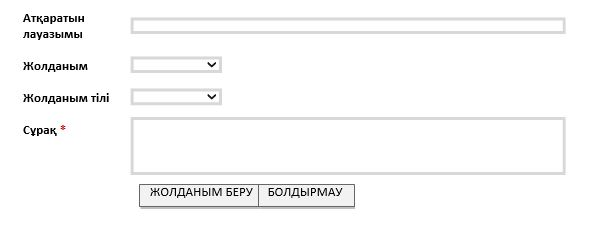 Атқаратын
лауазымы
Жолданым
Жолданым тілі
Сұрақ *
ЖОЛДАНЫМ БЕРУ БОЛДЫРМАУ